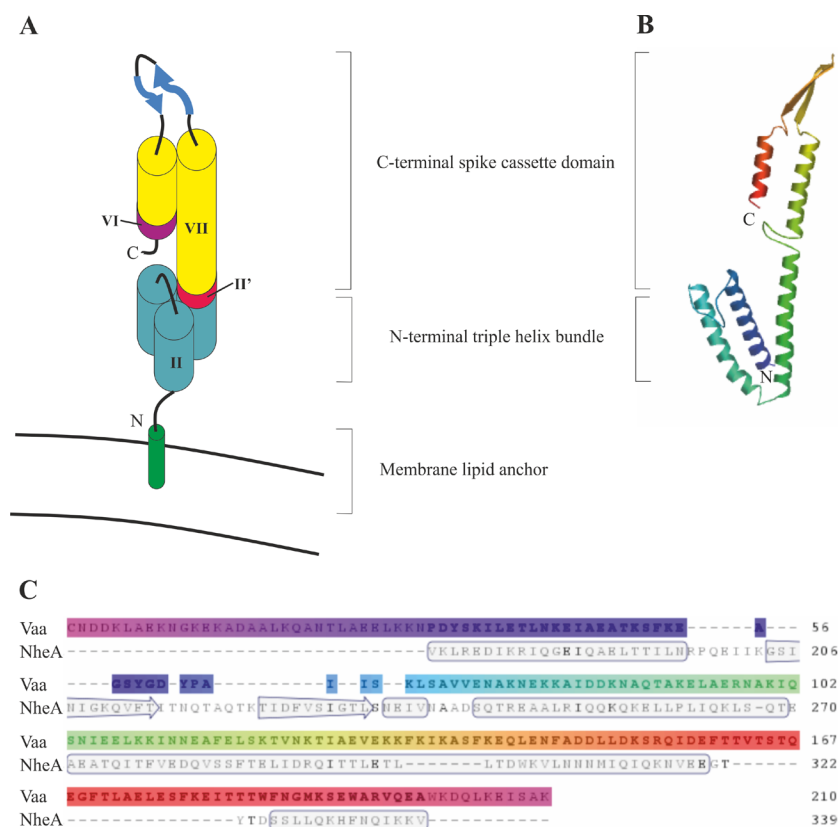 A
B
C-terminal spike cassette domain
VI
VII
C
C
II'
N-terminal triple helix bundle
II
N
N
Membrane lipid anchor
C
Vaa CNDDKLAEKNGKEKADAALKQANTLAEELKKNPDYSKILETLNKEIAEATKSFKE------A--- 56
NheA --------------------------------VKLREDIKRIQGEIQAELTTILNRPQEIIKGSI 206
Vaa ----GSYGD-YPA----------I--IS--KLSAVVENAKNEKKAIDDKNAQTAKELAERNAKIQ 102
NheA NIGKQVFTITNTQAQTKTIDFVSIGTLSNEIVNAADSQTREAALRIQQKQKELLPLIQKLS-QTE 270
Vaa SNIEELKKINNEAFELSKTVNKTIAEVEKKFKIKASFKEQLENFADDLLDKSRQIDEFTTVTSTQ 167
NheA AEATQITFVEDQVSSFTELIDRQITTLETL-------LTDWKVLNNNMIQIQKNVEEGT------ 322
Vaa EGFTLAELESFKEITTTWFNGMKSEWARVQEAWKDQLKEISAK 210
NheA YTDSSLLQKHFNQIKKV----------- 339